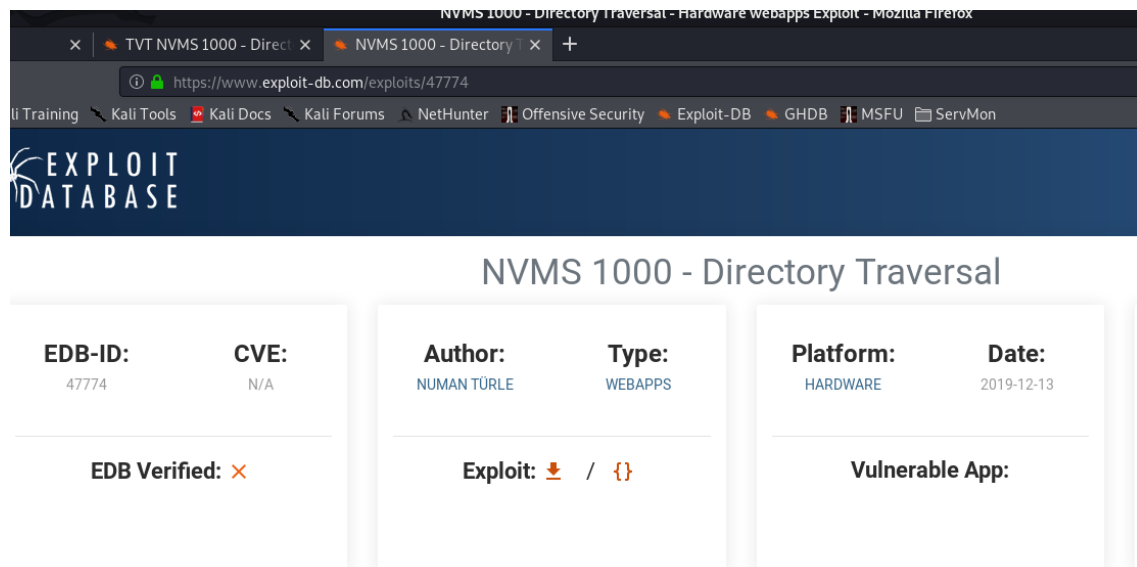 NVMS 1000 - Directory Traversal - Hardware webapps Exploit - Mozilla Firefox
TVT NVMS 1000 - Direct
NVMS 1000 - Directory T
https://www.exploit-db.com/exploits/47774
li Training Kali Tools Kali Docs Kali Forums NetHunter Offensive Security Exploit-DB GHDB MSFU ServMon
EXPLOIT
DATABASE
NVMS 1000 - Directory Traversal
EDB-ID: CVE: Author: Type: Platform: Date:
47774 N/A NUMAN TÜRLE WEBAPPS HARDWARE 2019-12-13
EDB Verified: Exploit: / {} Vulnerable App: